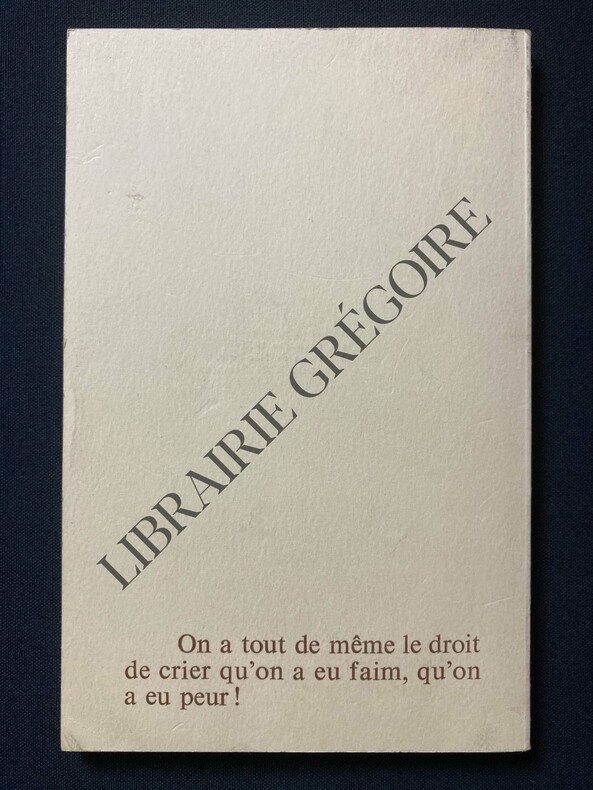 LIBRAIRIE GRÉGOIRE
On a tout de même le droit
de crier qu'on a eu faim, qu'on
a eu peur !